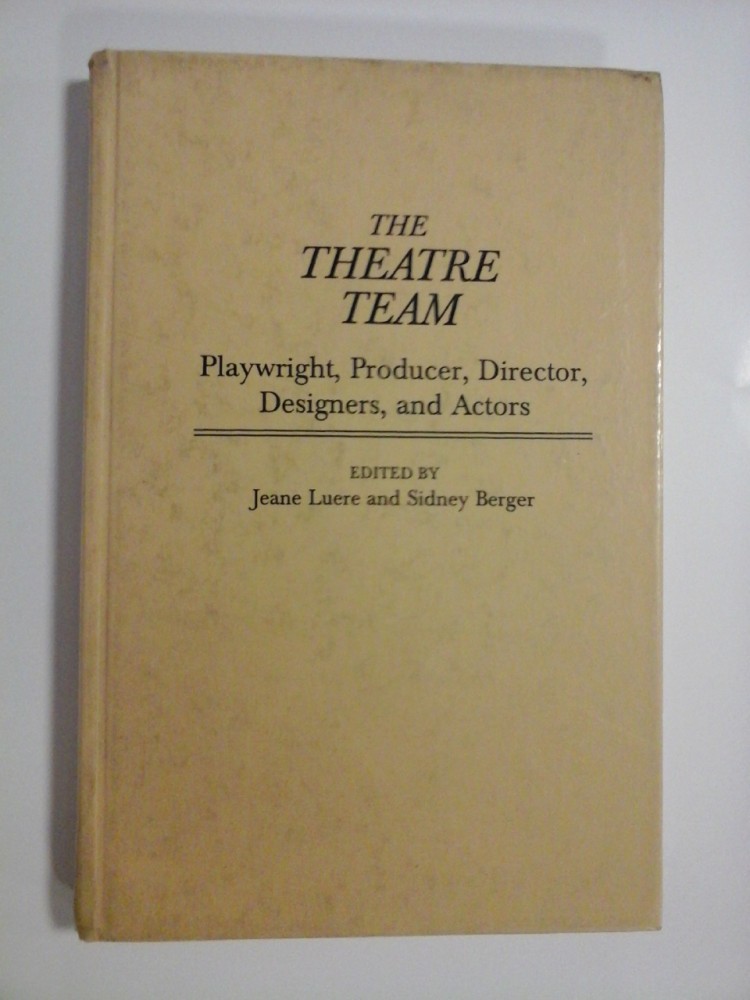 THE
THEATRE
TEAM
Playwright, Producer, Director,
Designers, and Actors
EDITED BY
Jeane Luere and Sidney Berger